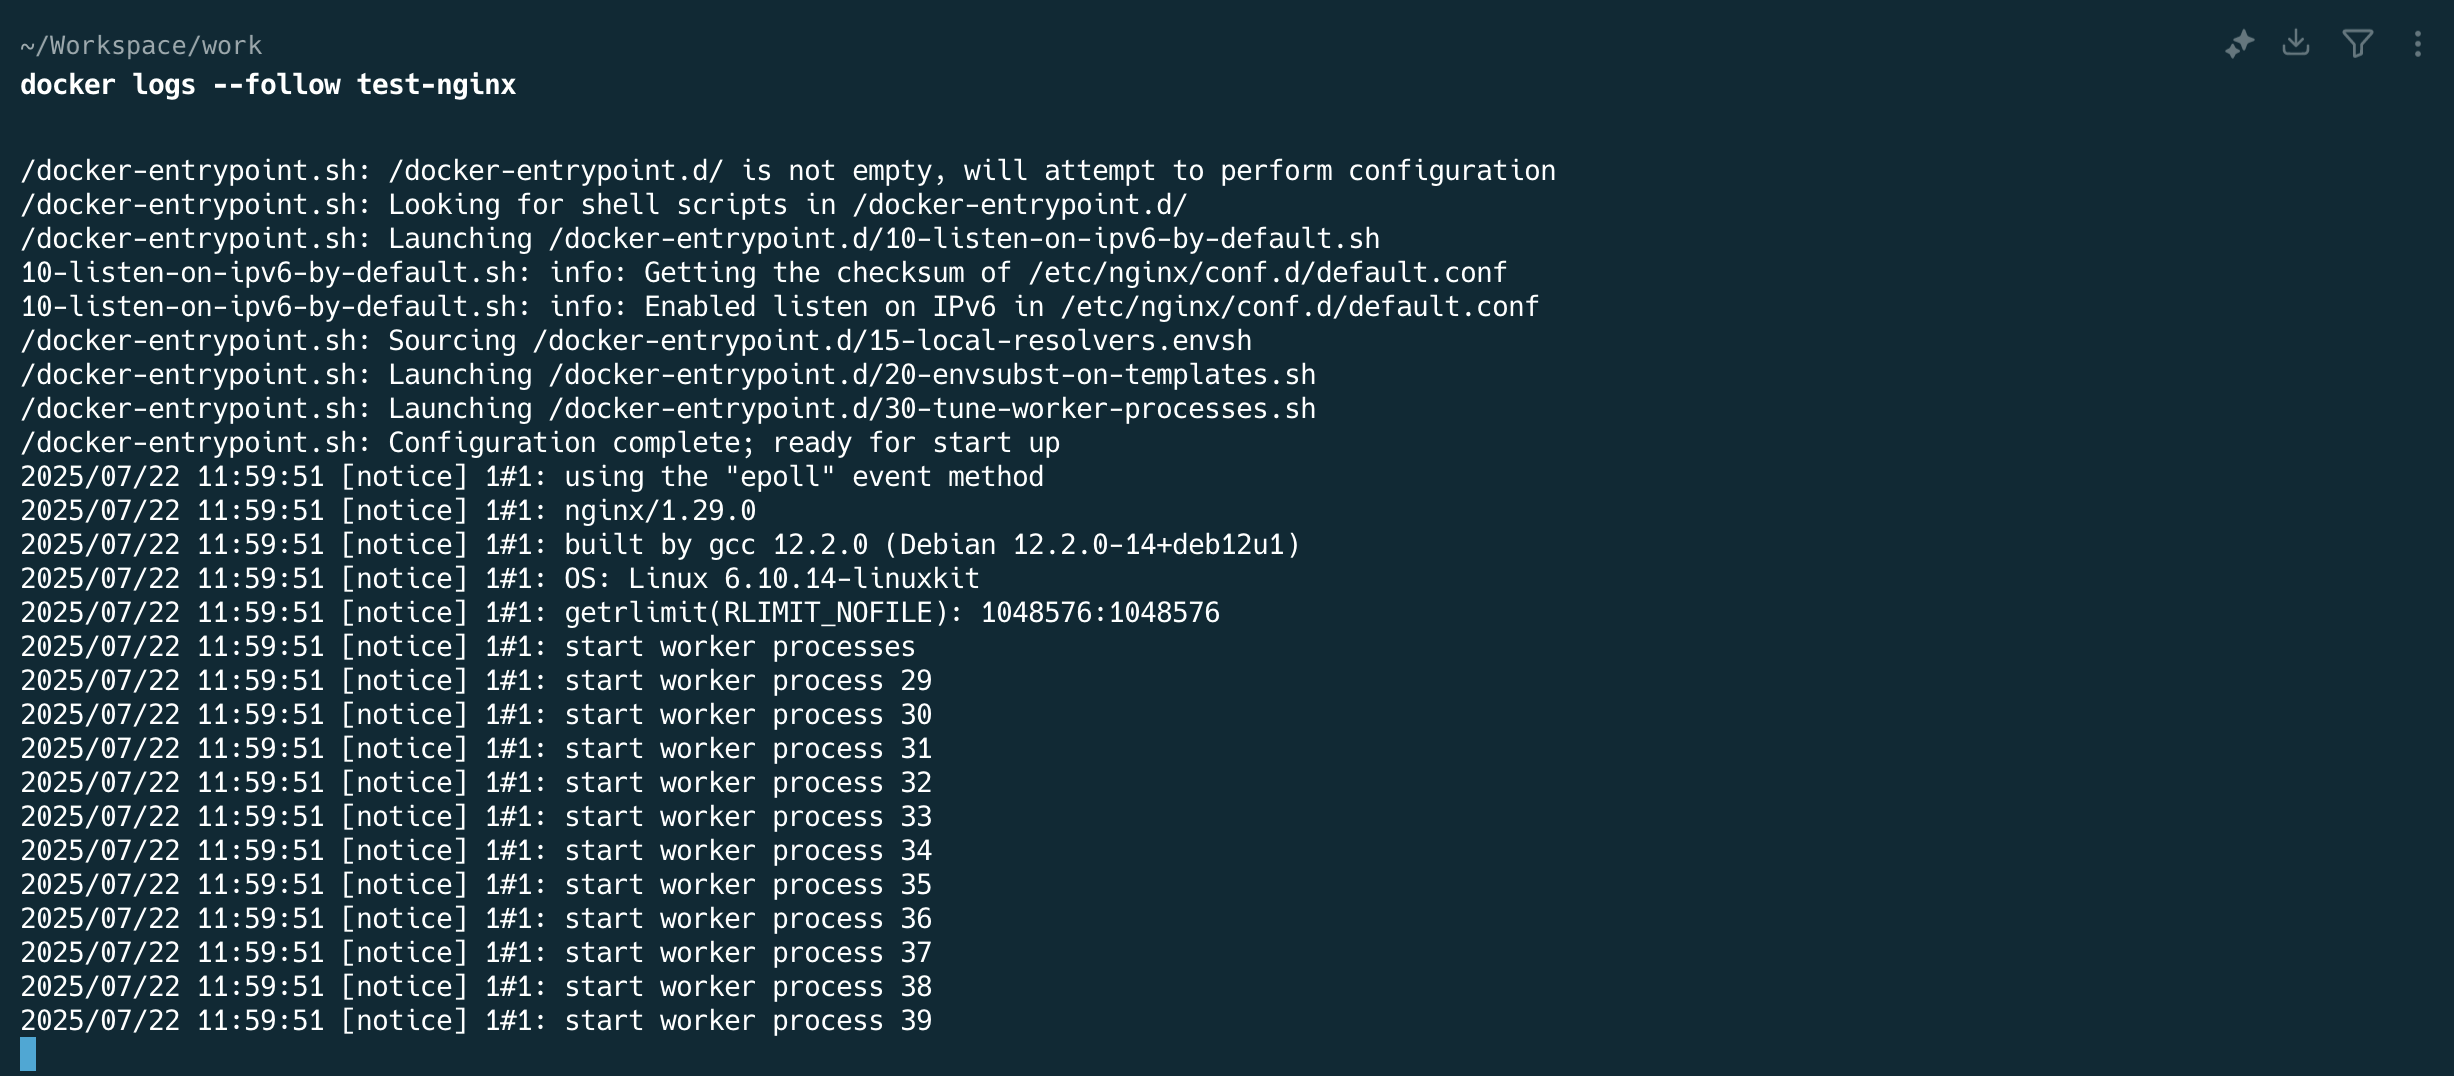 ~/Workspace/work
docker logs --follow test-nginx
/docker-entrypoint.sh: /docker-entrypoint.d/ is not empty, will attempt to perform configuration
/docker-entrypoint.sh: Looking for shell scripts in /docker-entrypoint.d/
/docker-entrypoint.sh: Launching /docker-entrypoint.d/10-listen-on-ipv6-by-default.sh
10-listen-on-ipv6-by-default.sh: info: Getting the checksum of /etc/nginx/conf.d/default.conf
10-listen-on-ipv6-by-default.sh: info: Enabled listen on IPv6 in /etc/nginx/conf.d/default.conf
/docker-entrypoint.sh: Sourcing /docker-entrypoint.d/15-local-resolvers.envsh
/docker-entrypoint.sh: Launching /docker-entrypoint.d/20-envsubst-on-templates.sh
/docker-entrypoint.sh: Launching /docker-entrypoint.d/30-tune-worker-processes.sh
/docker-entrypoint.sh: Configuration complete; ready for start up
2025/07/22 11:59:51 [notice] 1#1: using the "epoll" event method
2025/07/22 11:59:51 [notice] 1#1: nginx/1.29.0
2025/07/22 11:59:51 [notice] 1#1: built by gcc 12.2.0 (Debian 12.2.0-14+deb12u1)
2025/07/22 11:59:51 [notice] 1#1: OS: Linux 6.10.14-linuxkit
2025/07/22 11:59:51 [notice] 1#1: getrlimit(RLIMIT_NOFILE): 1048576:1048576
2025/07/22 11:59:51 [notice] 1#1: start worker processes
2025/07/22 11:59:51 [notice] 1#1: start worker process 29
2025/07/22 11:59:51 [notice] 1#1: start worker process 30
2025/07/22 11:59:51 [notice] 1#1: start worker process 31
2025/07/22 11:59:51 [notice] 1#1: start worker process 32
2025/07/22 11:59:51 [notice] 1#1: start worker process 33
2025/07/22 11:59:51 [notice] 1#1: start worker process 34
2025/07/22 11:59:51 [notice] 1#1: start worker process 35
2025/07/22 11:59:51 [notice] 1#1: start worker process 36
2025/07/22 11:59:51 [notice] 1#1: start worker process 37
2025/07/22 11:59:51 [notice] 1#1: start worker process 38
2025/07/22 11:59:51 [notice] 1#1: start worker process 39